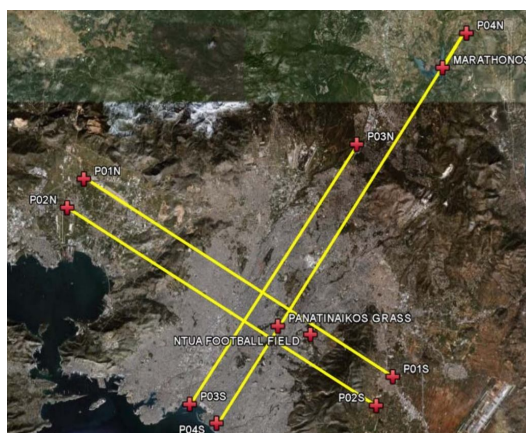 P04N
MARATHONOS
P03N
P01N
P02N
PANATINAIKOS GRASS
NTUA FOOTBALL FIELD
P01S
P03S
P02S
P04S